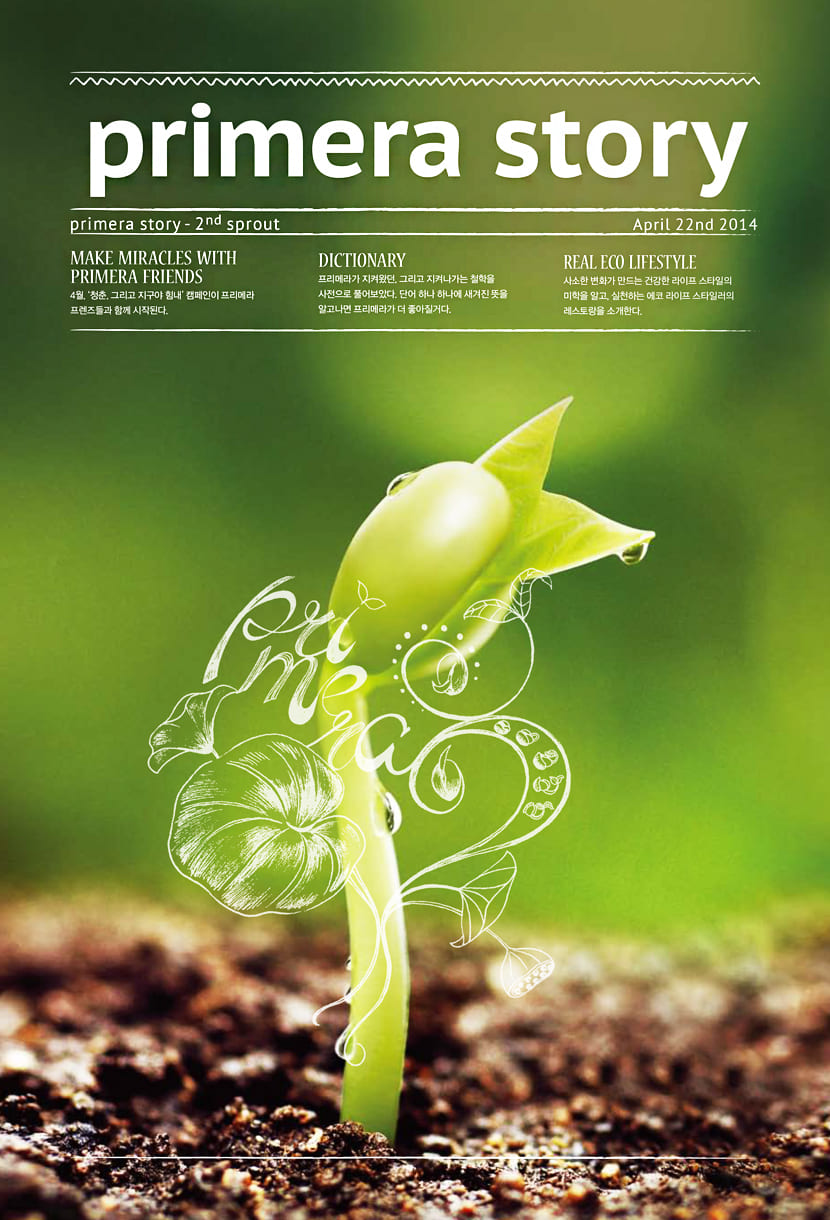 primera story
primera story - 2nd sprout
April 22nd 2014
MAKE MIRACLES WITH
PRIMERA FRIENDS
4월, '청춘, 그리고 지구야 힘내' 캠페인이 프리메라
프렌즈들과 함께 시작된다.
DICTIONARY
프리메라가 지켜왔던, 그리고 지켜나가는 철학을
사전으로 풀어보았다. 단어 하나 하나에 새겨진 뜻을
알고나면 프리메라가 더 좋아질거다.
REAL ECO LIFESTYLE
사소한 변화가 만드는 건강한 라이프 스타일의
미학을 알고, 실천하는 에코 라이프 스타일러의
레스토랑을 소개한다.
pri
me
ra